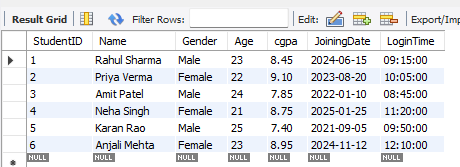 Result Grid Filter Rows: Edit: Export/Imp
StudentID Name Gender Age cgpa JoiningDate LoginTime
1 Rahul Sharma Male 23 8.45 2024-06-15 09:15:00
2 Priya Verma Female 22 9.10 2023-08-20 10:05:00
3 Amit Patel Male 24 7.85 2022-01-10 08:45:00
4 Neha Singh Female 21 8.75 2025-01-25 11:20:00
5 Karan Rao Male 25 7.40 2021-09-05 09:50:00
6 Anjali Mehta Female 23 8.95 2024-11-12 12:10:00
NULL NULL NULL NULL NULL NULL NULL